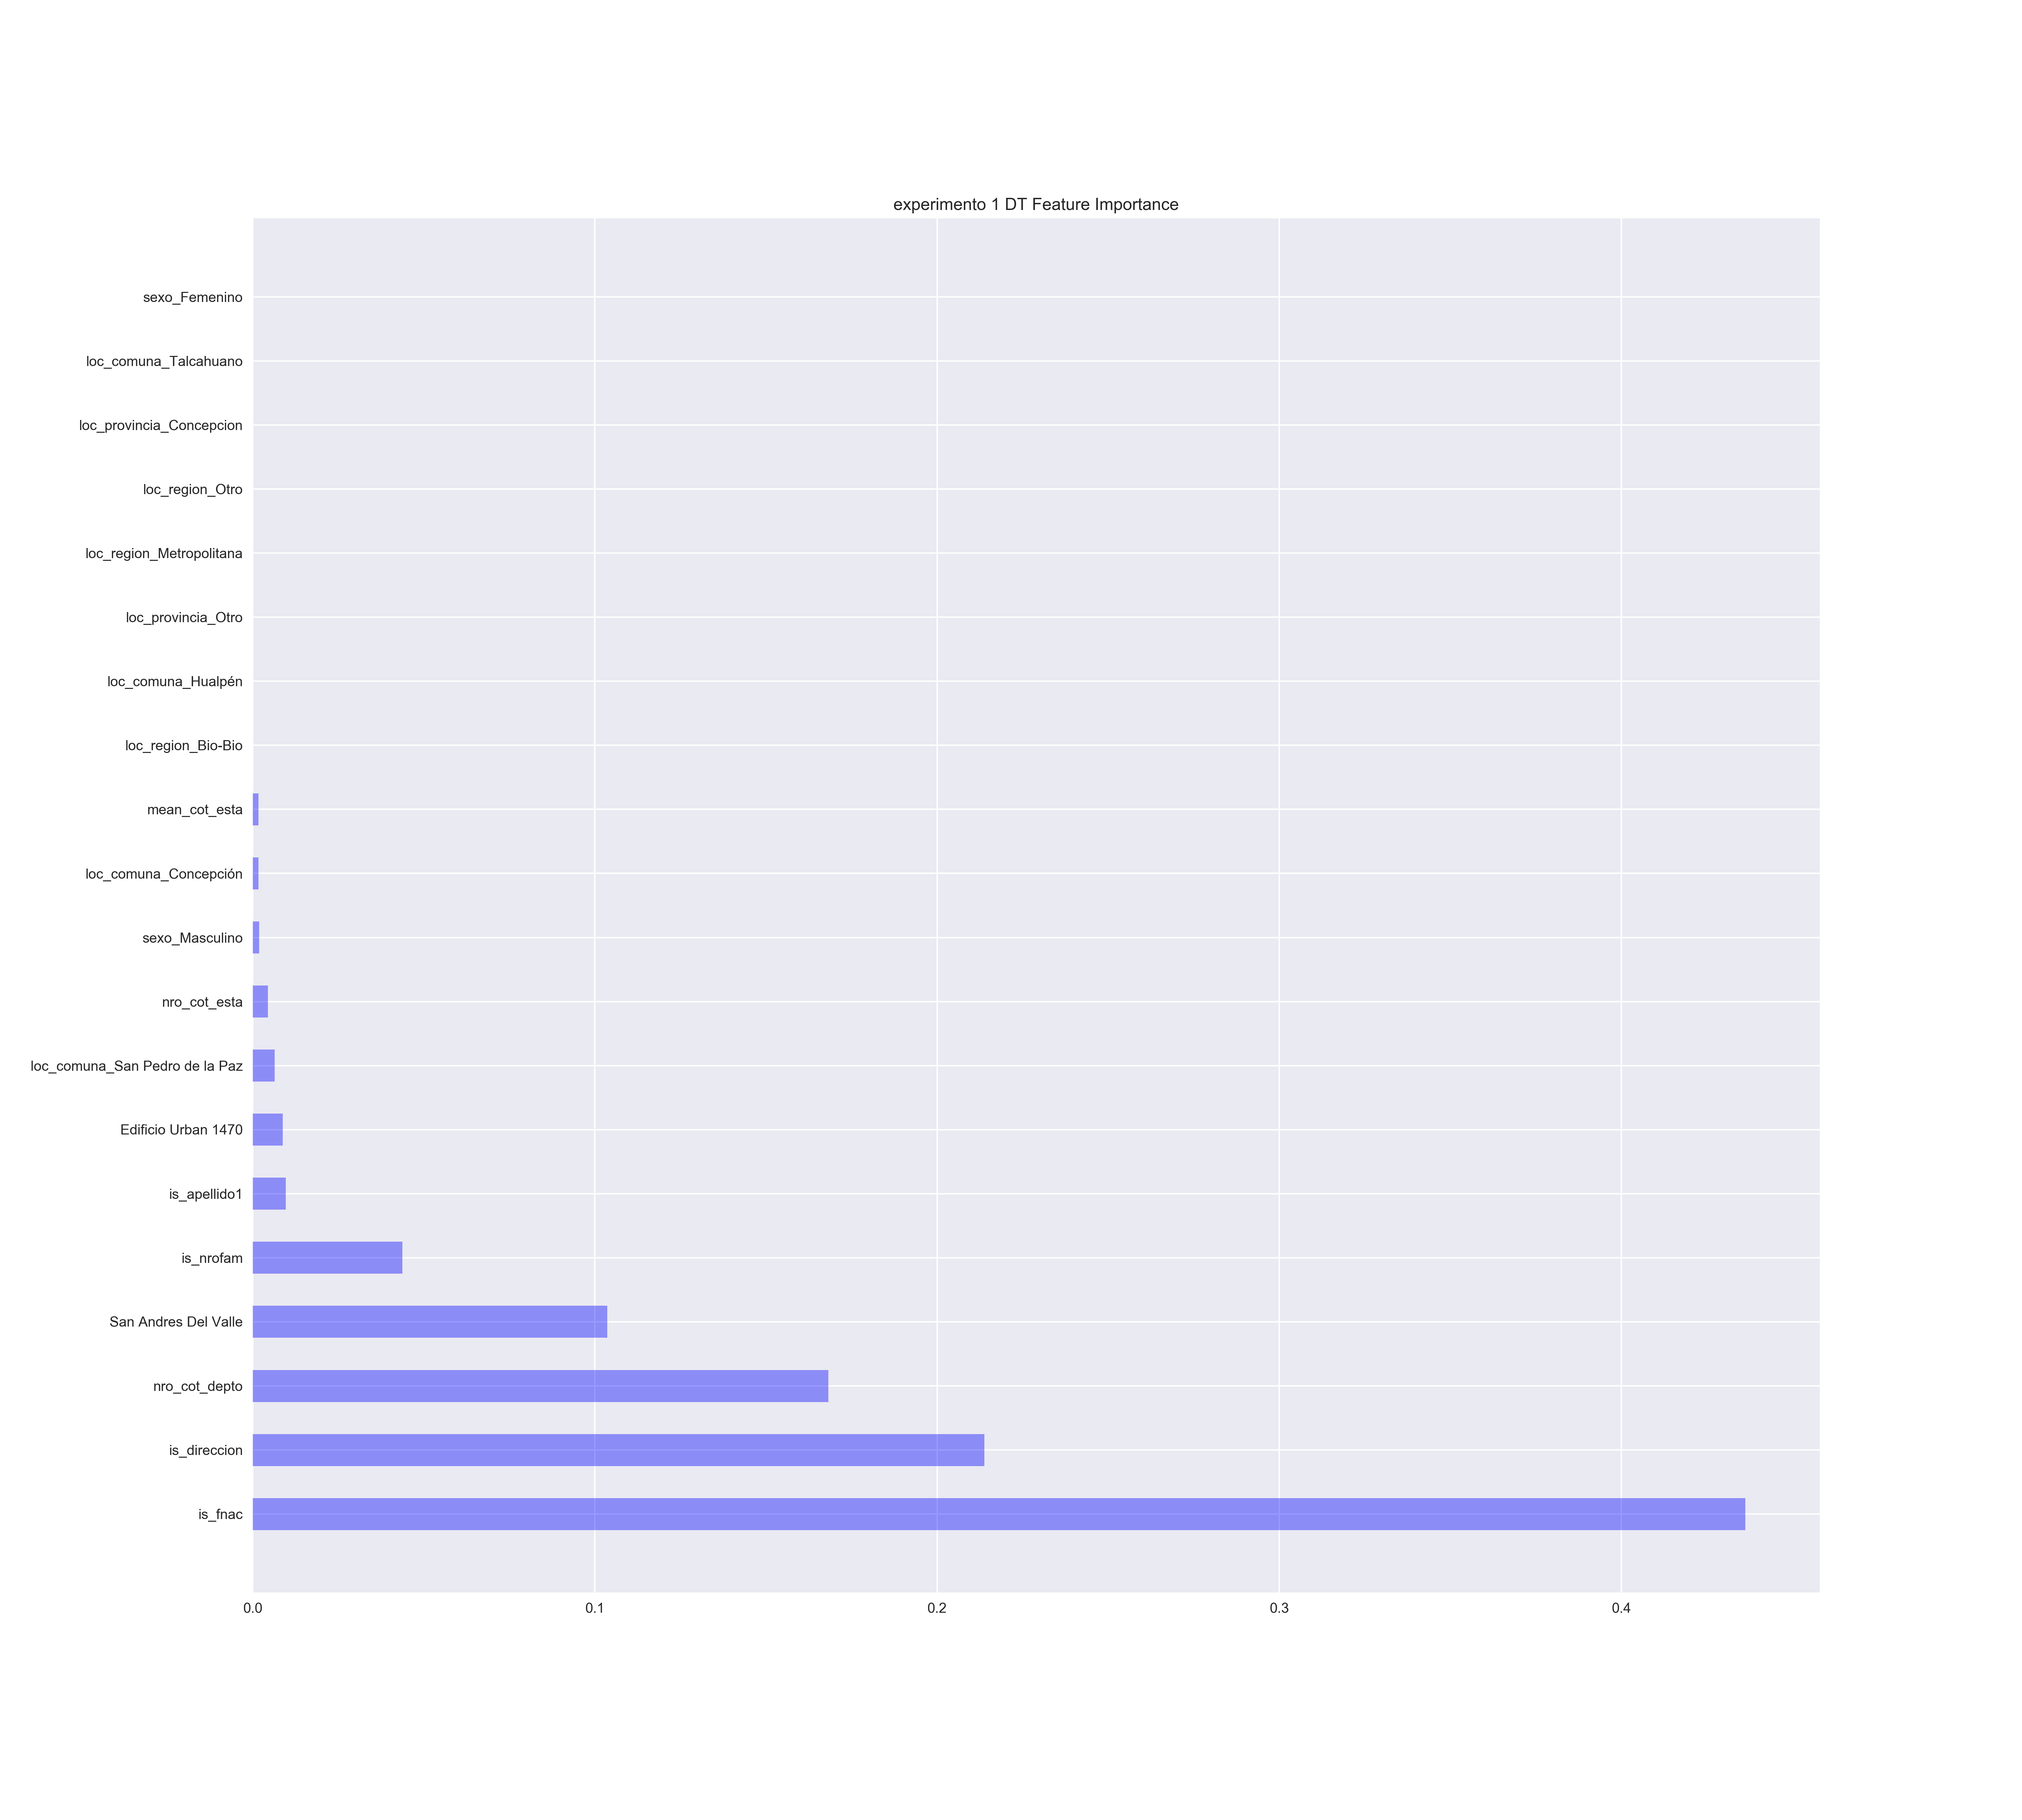 experimento 1 DT Feature Importance
sexo_Femenino
loc_comuna_Talcahuano
loc_provincia_Concepcion
loc_region_Otro
loc_region_Metropolitana
loc_provincia_Otro
loc_comuna_Hualpén
loc_region_Bio-Bio
mean_cot_esta
loc_comuna_Concepción
sexo_Masculino
nro_cot_esta
loc_comuna_San Pedro de la Paz
Edificio Urban 1470
is_apellido1
is_nrofam
San Andres Del Valle
nro_cot_depto
is_direccion
is_fnac
0.0 0.1 0.2 0.3 0.4